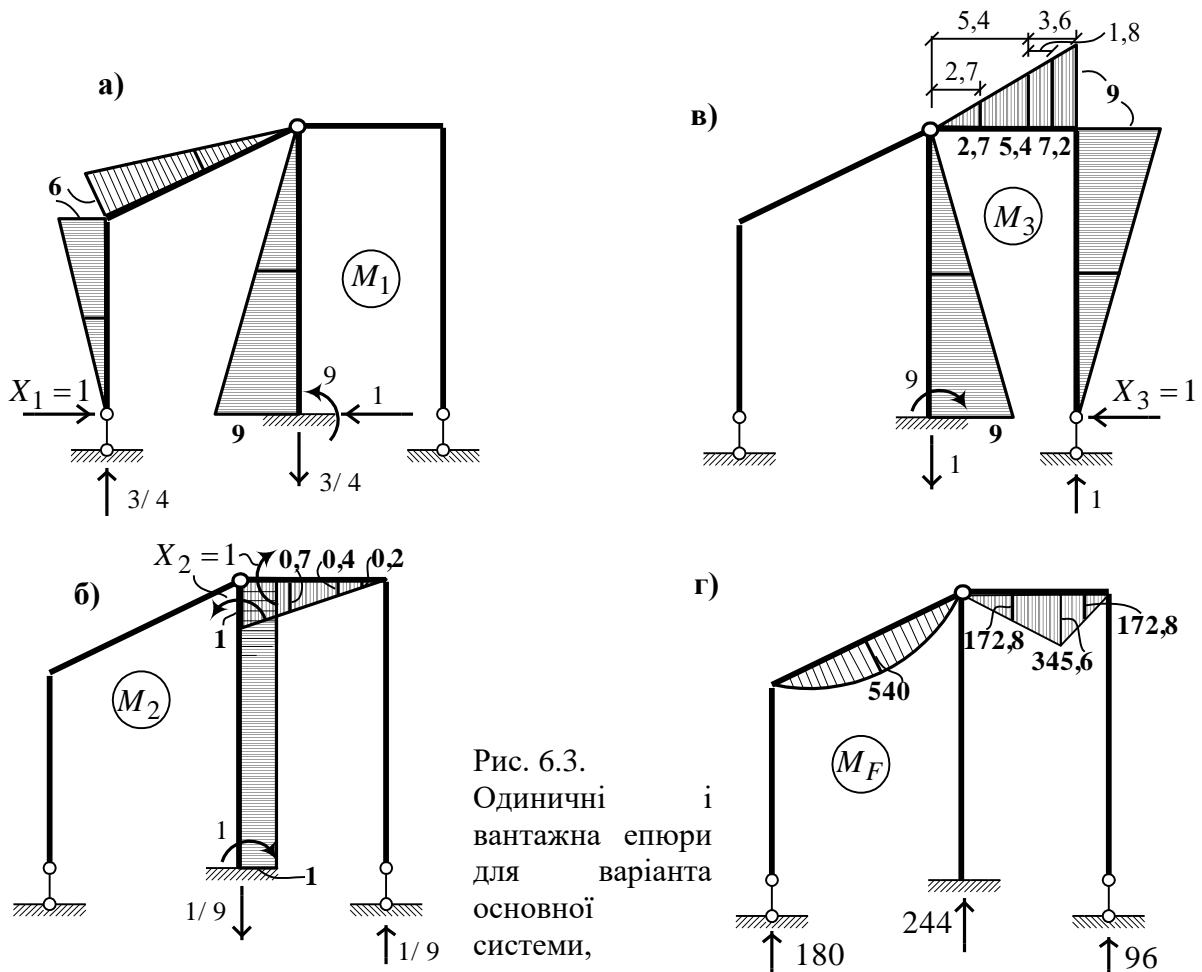 а)
6
M1
X1 = 1
9
1
9
3/ 4
3/ 4
5,4
3,6
1,8
2,7
в)
9
2,7
5,4
7,2
M3
9
X3 = 1
9
1
1
X2 = 1
0,7
0,4
0,2
б)
1
M2
1
1
1/ 9
1/ 9
г)
172,8
172,8
345,6
540
MF
244
180
96
Рис. 6.3.
Одиничні і
вантажна епюри
для варіанта
основної
системи,